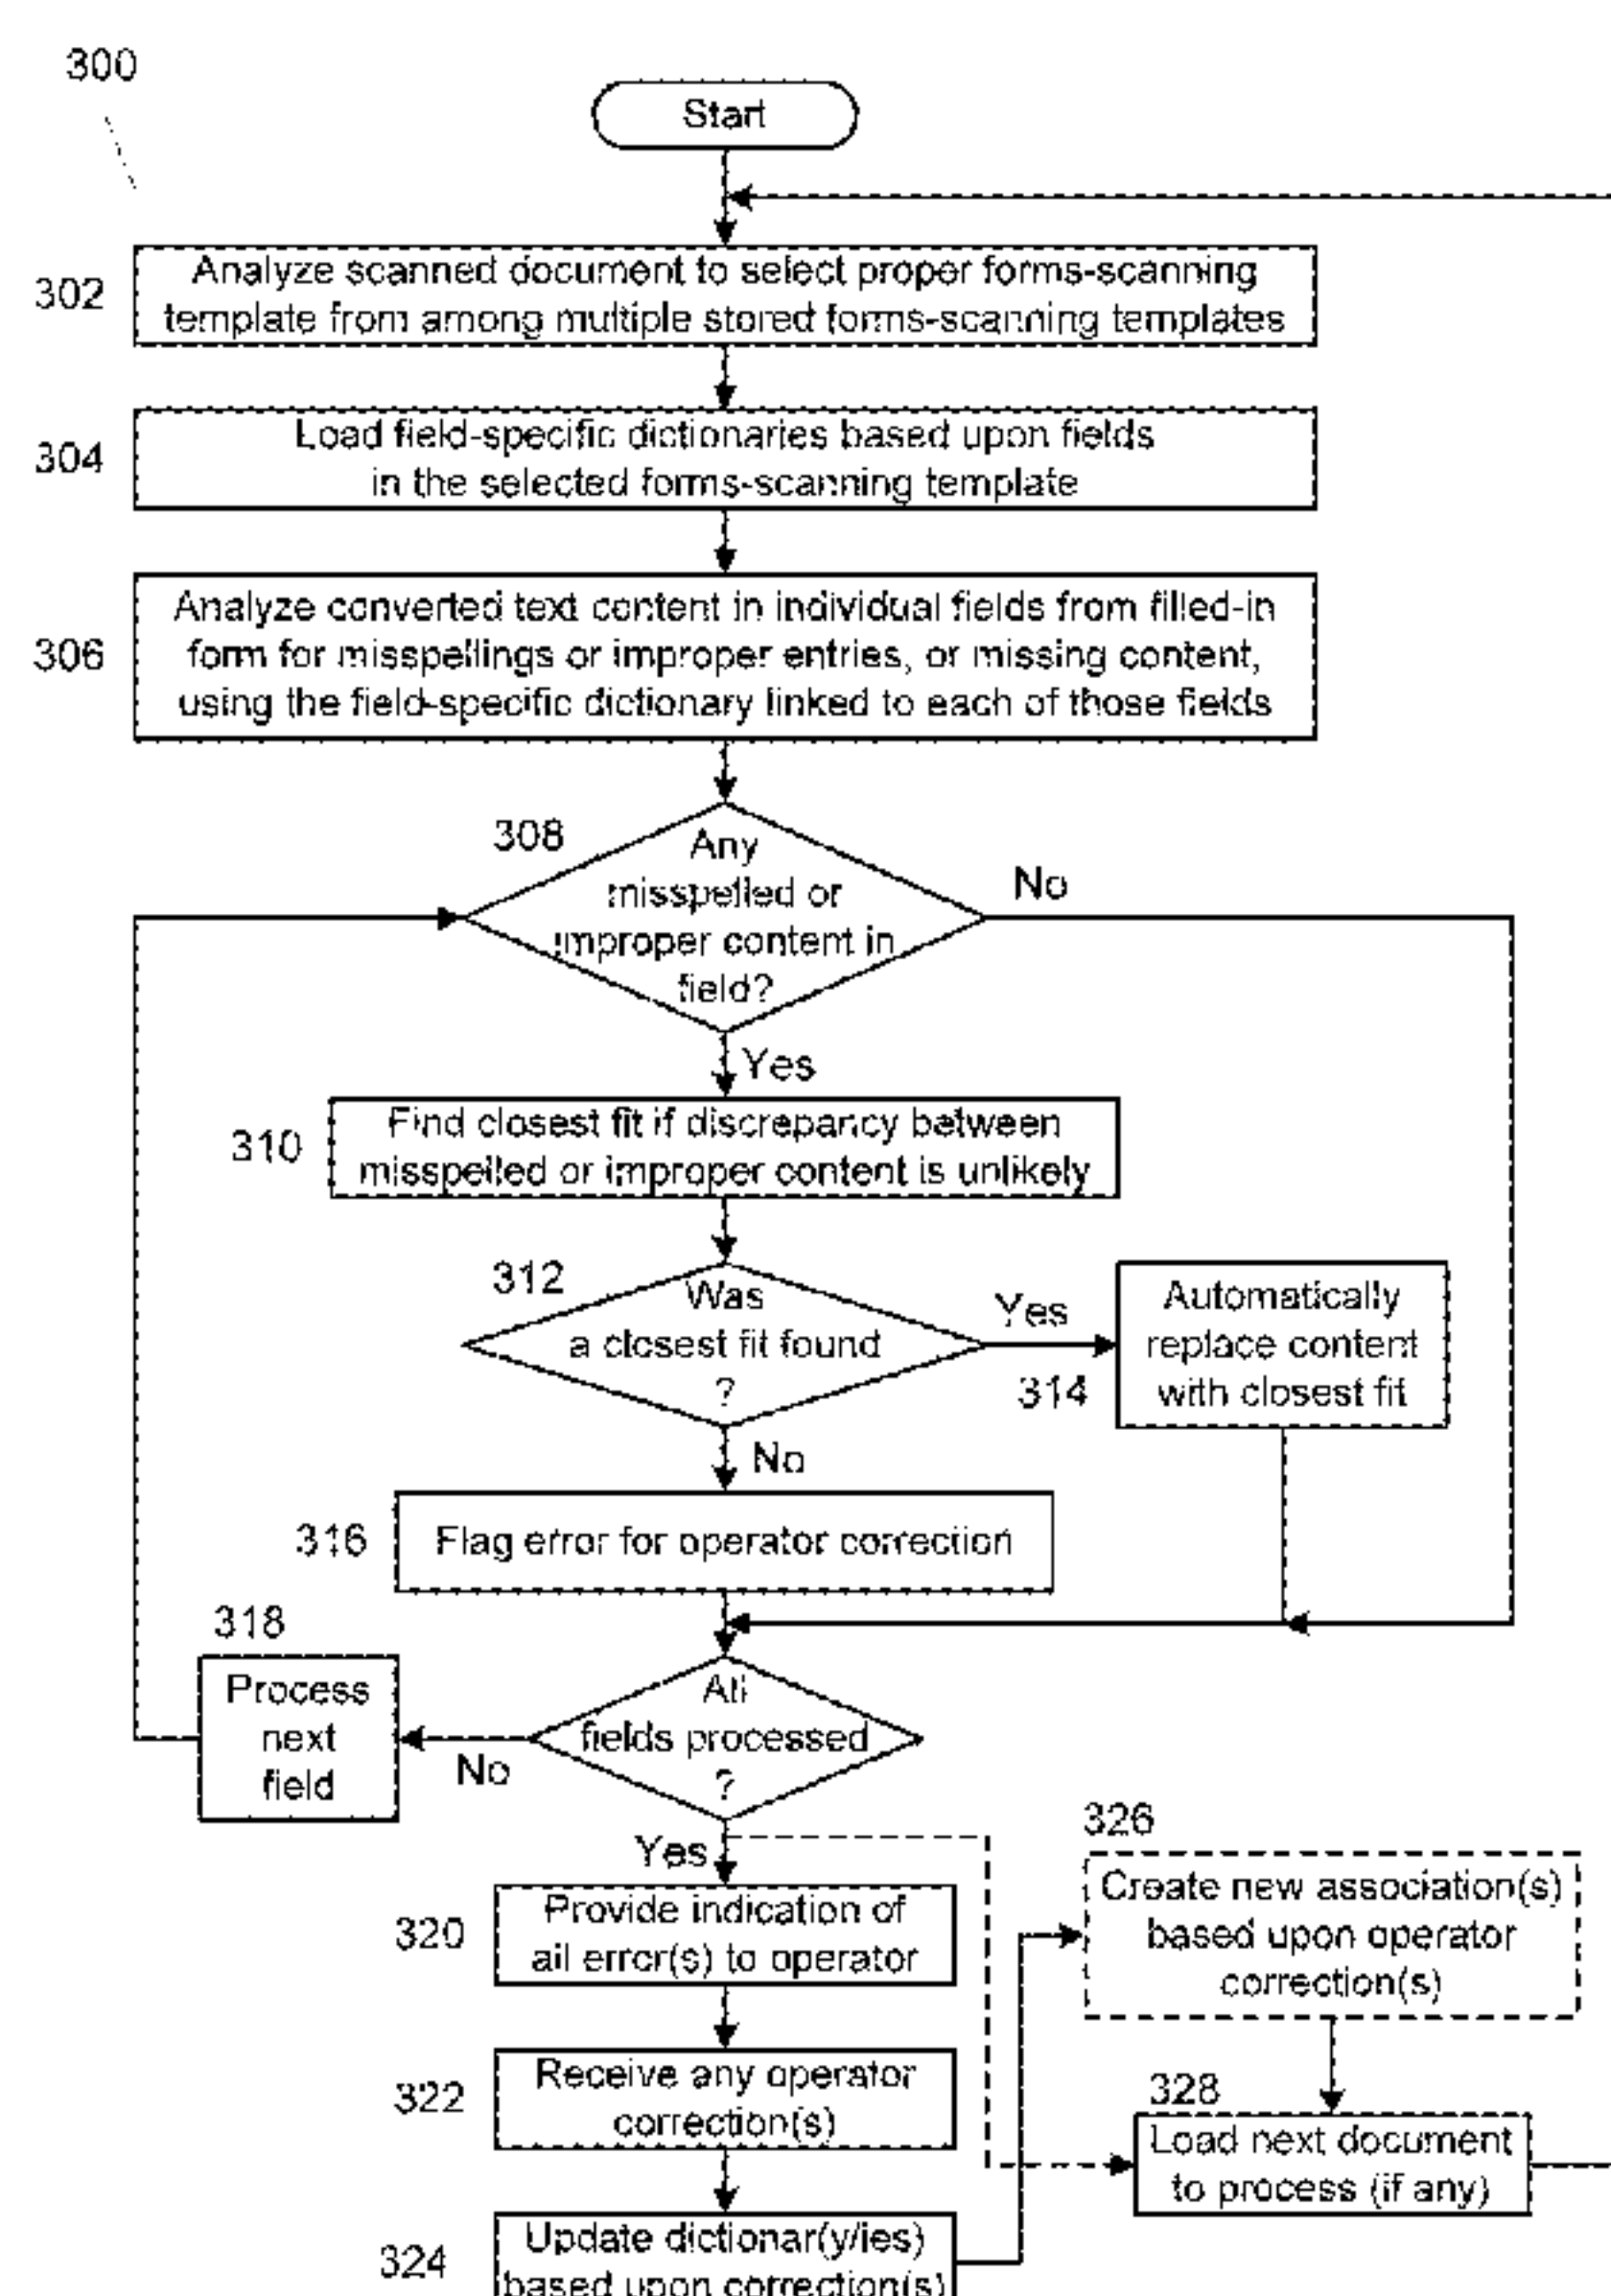 300
Start
302
Analyze scanned document to select proper forms-scanning
template from among multiple stored forms-scanning templates
304
Load field-specific dictionaries based upon fields
in the selected forms-scanning template
306
Analyze converted text content in individual fields from filled-in
form for misspellings or improper entries, or missing content,
using the field-specific dictionary linked to each of those fields
308
Any
misspelled or
improper content in
field?
No
Yes
310
Find closest fit if discrepancy between
misspelled or improper content is unlikely
312
Was
a closest fit found
?
Yes
314
Automatically
replace content
with closest fit
No
316
Flag error for operator correction
318
Process
next
field
No
All
fields processed
?
Yes
320
Provide indication of
all error(s) to operator
322
Receive any operator
correction(s)
324
Update dictionar(y/ies)
based upon correction(s)
326
Create new association(s)
based upon operator
correction(s)
328
Load next document
to process (if any)